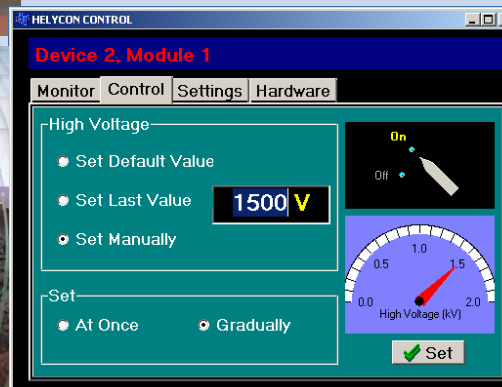 HELYCON CONTROL
Device 2, Module 1
Monitor Control Settings Hardware
High Voltage
Set Default Value
Set Last Value
1500 V
Set Manually
On
Off
0.0 0.5 1.0 1.5 2.0
High Voltage (kV)
Set
At Once Gradually
Set